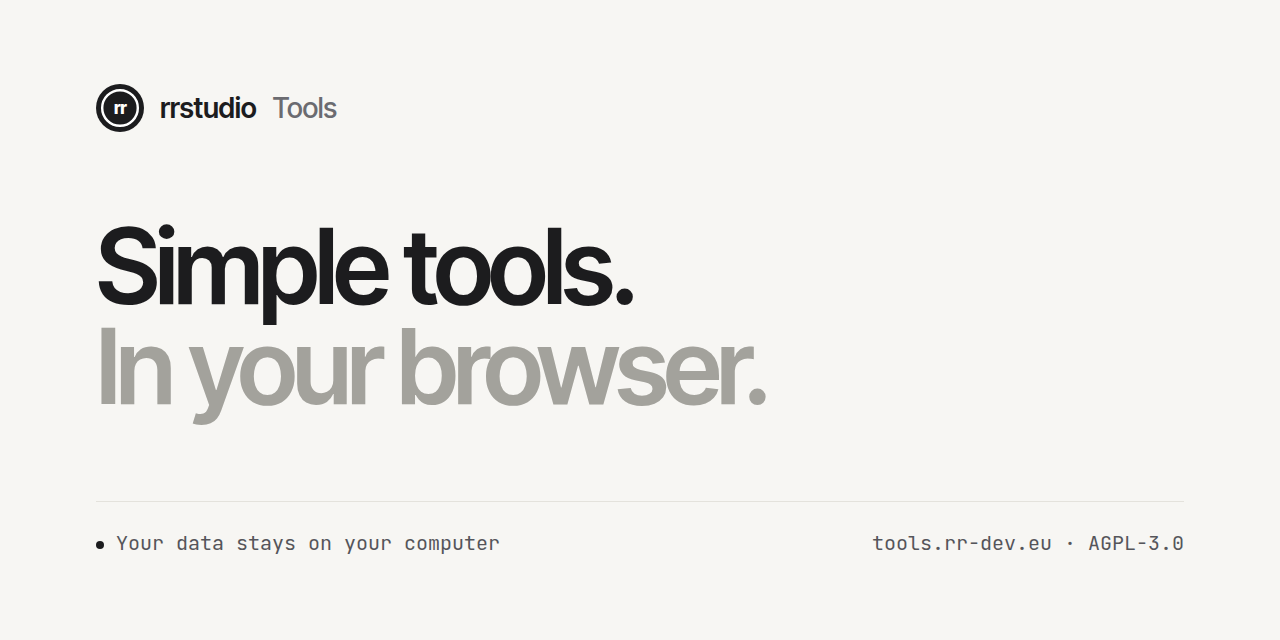 rr rrstudio Tools
Simple tools.
In your browser.
Your data stays on your computer
tools.rr-dev.eu · AGPL-3.0